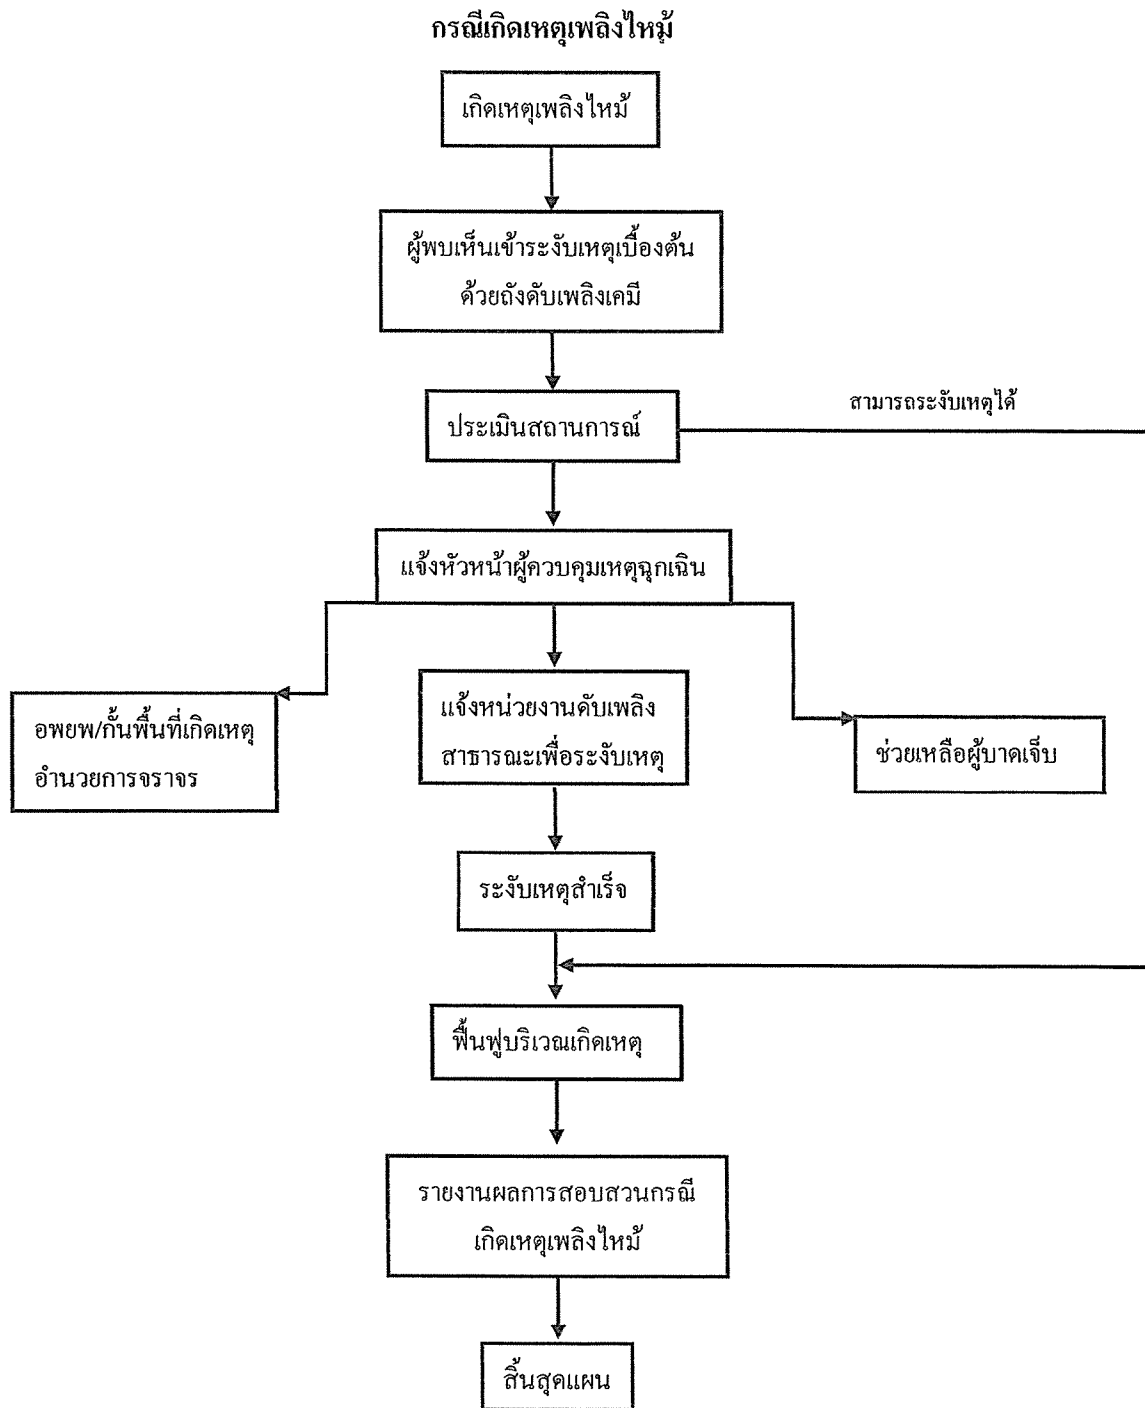 กรณีเกิดเหตุเพลิงไหม้
เกิดเหตุเพลิงไหม้
ผู้พบเห็นเข้าระงับเหตุเบื้องต้น
ด้วยถังดับเพลิงเคมี
ประเมินสถานการณ์
สามารถระงับเหตุได้
แจ้งหัวหน้าผู้ควบคุมเหตุฉุกเฉิน
อพยพ/กั้นพื้นที่เกิดเหตุ
อำนวยการจราจร
แจ้งหน่วยงานดับเพลิง
สาธารณะเพื่อระงับเหตุ
ช่วยเหลือผู้บาดเจ็บ
ระงับเหตุสำเร็จ
ฟื้นฟูบริเวณเกิดเหตุ
รายงานผลการสอบสวนกรณี
เกิดเหตุเพลิงไหม้
สิ้นสุดแผน